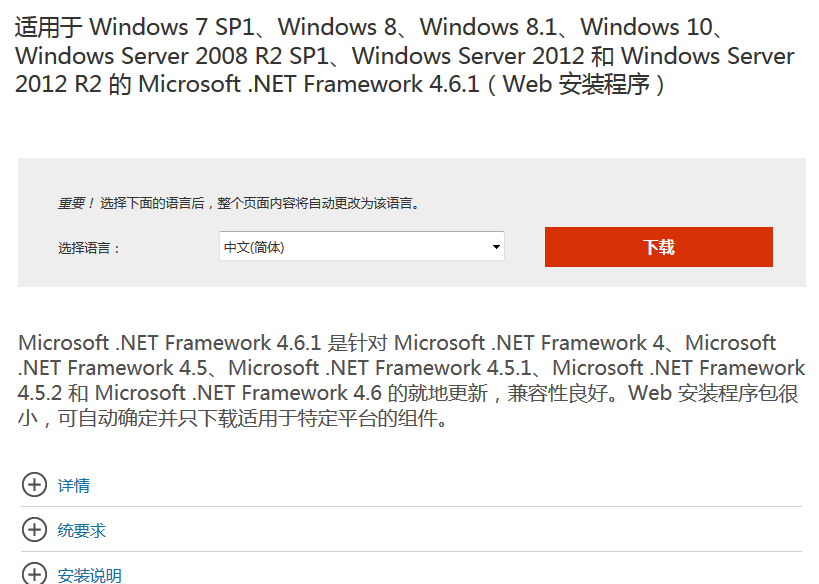 适用于 Windows 7 SP1、Windows 8、Windows 8.1、Windows 10、
Windows Server 2008 R2 SP1、Windows Server 2012 和 Windows Server
2012 R2 的 Microsoft .NET Framework 4.6.1（Web 安装程序）
重要！ 选择下面的语言后，整个页面内容将自动更改为该语言。
选择语言： 中文(简体) 下载
Microsoft .NET Framework 4.6.1 是针对 Microsoft .NET Framework 4、Microsoft
.NET Framework 4.5、Microsoft .NET Framework 4.5.1、Microsoft .NET Framework
4.5.2 和 Microsoft .NET Framework 4.6 的就地更新，兼容性良好。Web 安装程序包很
小，可自动确定并只下载适用于特定平台的组件。
详情
统要求
安装说明